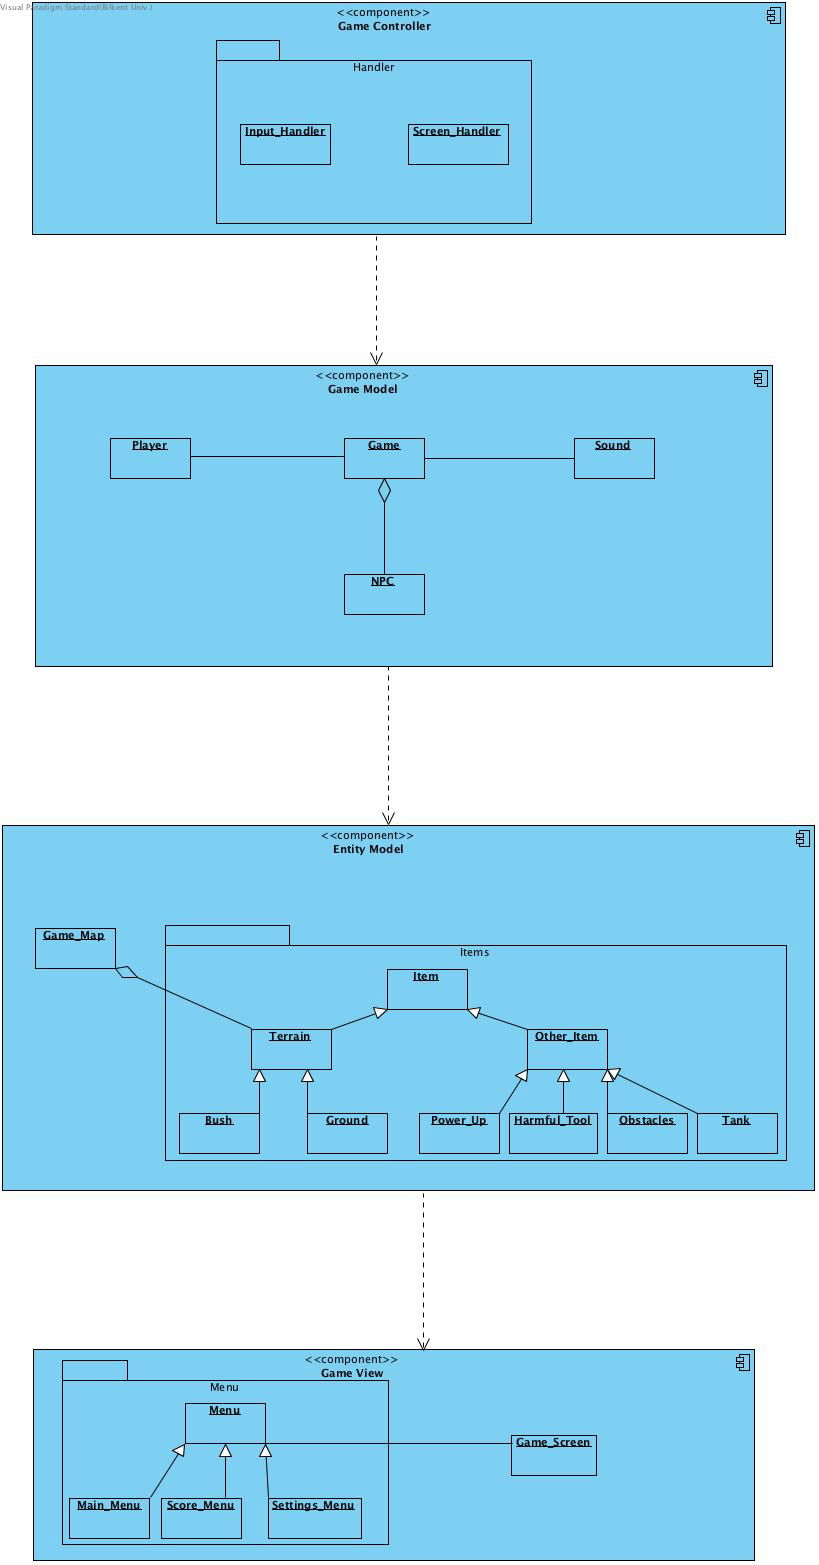 Visual Paradigm Standard(Bilkent Univ.)
<<component>>
Game Controller
Handler
Input_Handler
Screen_Handler
<<component>>
Game Model
Player
Game
Sound
NPC
<<component>>
Entity Model
Game_Map
Items
Item
Terrain
Other_Item
Bush
Ground
Power_Up
Harmful_Tool
Obstacles
Tank
<<component>>
Game View
Menu
Menu
Game_Screen
Main_Menu
Score_Menu
Settings_Menu